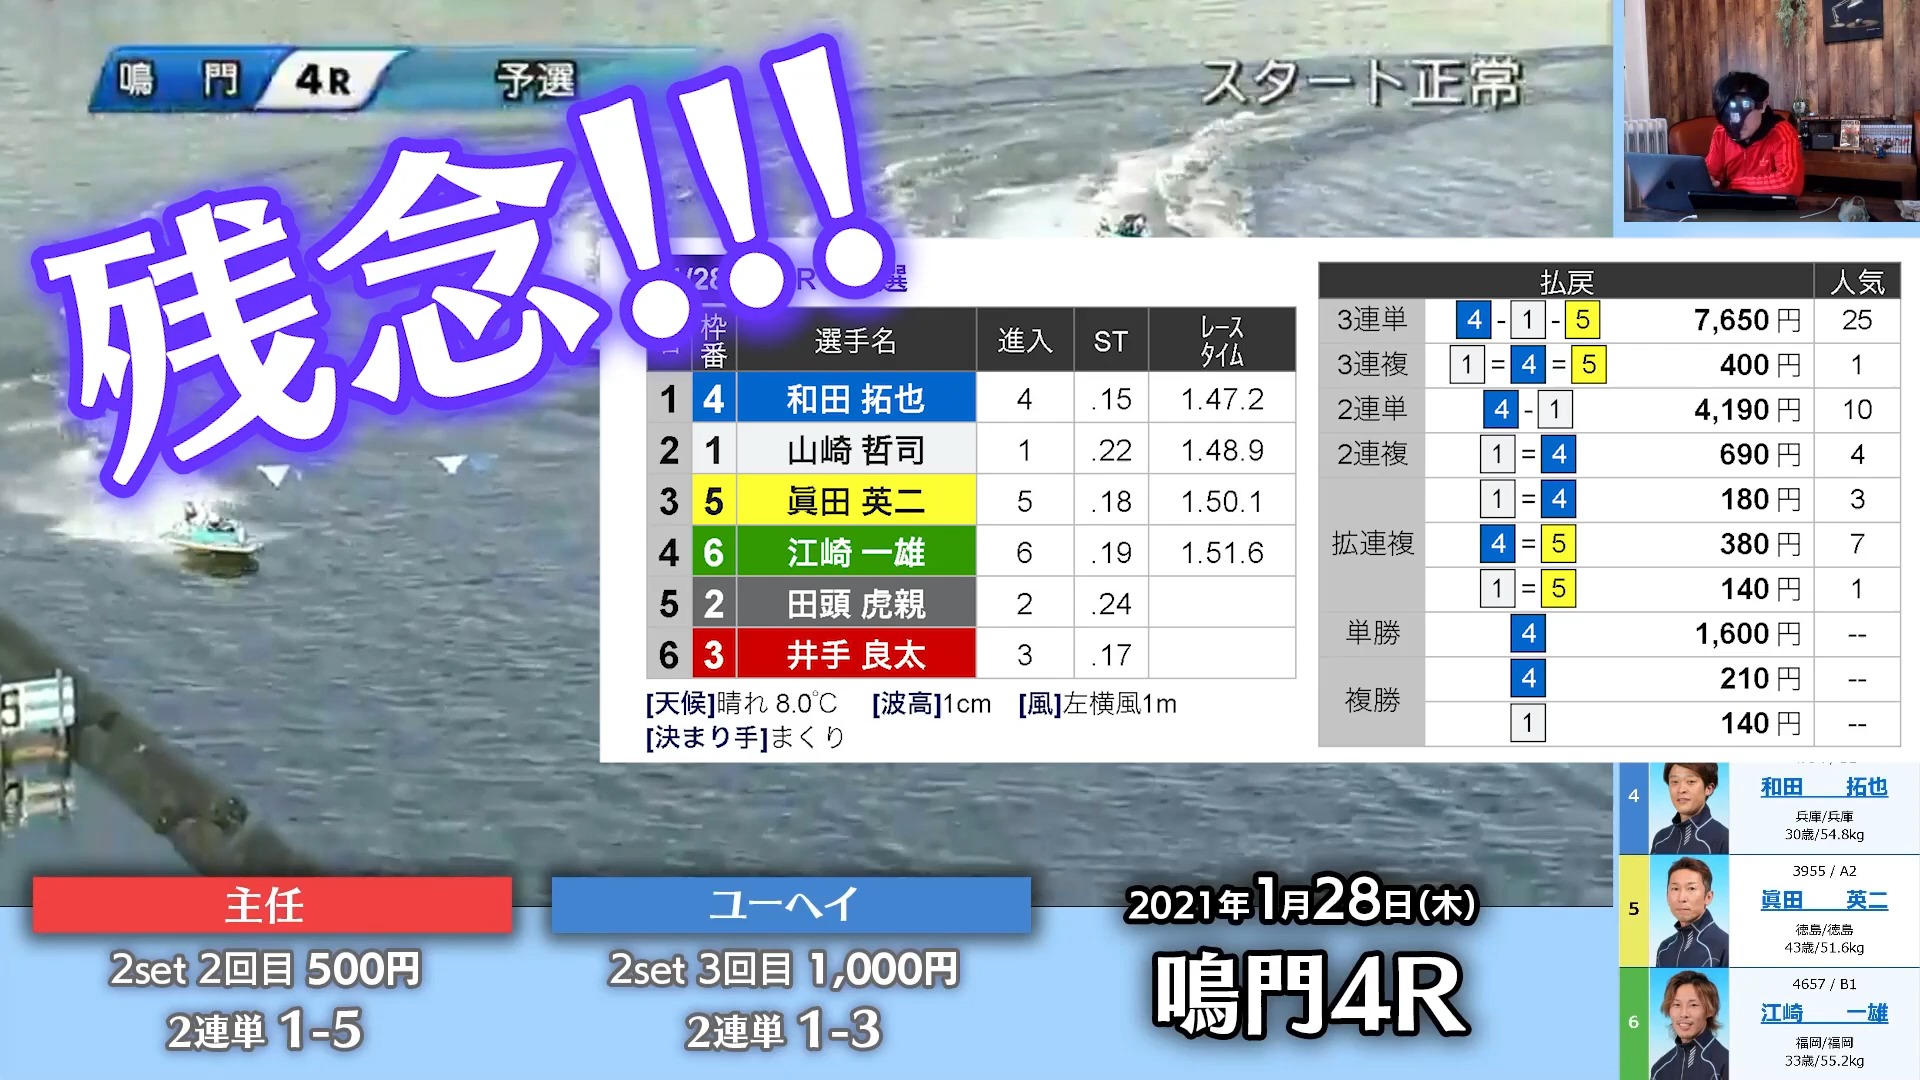 鳴 門 4R 予選
スタート正常
残念!!!
枠番 選手名 進入 ST レースタイム
1 4 和田 拓也 4 .15 1.47.2
2 1 山崎 哲司 1 .22 1.48.9
3 5 眞田 英二 5 .18 1.50.1
4 6 江崎 一雄 6 .19 1.51.6
5 2 田頭 虎親 2 .24
6 3 井手 良太 3 .17
[天候]晴れ 8.0℃ [波高]1cm [風]左横風1m
[決まり手]まくり
払戻 人気
3連単 4-1-5 7,650円 25
3連複 1=4=5 400円 1
2連単 4-1 4,190円 10
2連複 1=4 690円 4
拡連複 1=4 180円 3
4=5 380円 7
1=5 140円 1
単勝 4 1,600円 --
複勝 4 210円 --
1 140円 --
4 和田 拓也
兵庫/兵庫
30歳/54.8kg
3955 / A2
5 眞田 英二
徳島/徳島
43歳/51.6kg
4657 / B1
6 江崎 一雄
福岡/福岡
33歳/55.2kg
5
主任
2set 2回目 500円
2連単 1-5
ユーヘイ
2set 3回目 1,000円
2連単 1-3
2021年1月28日(木)
鳴門4R